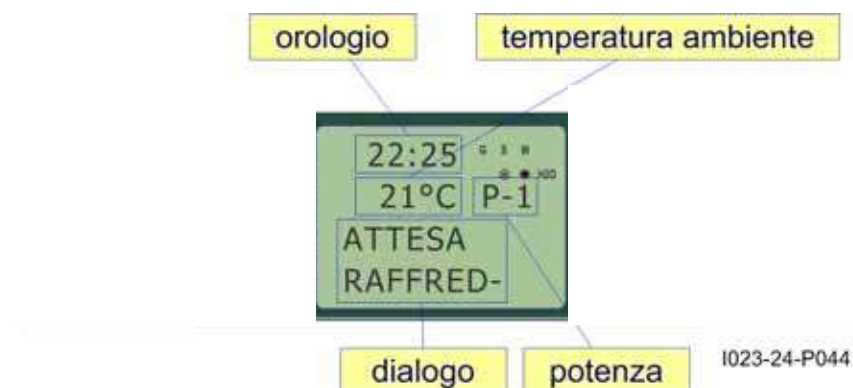 orologio
temperatura ambiente
22:25
21°C P-1
ATTESA
RAFFRED-
dialogo
potenza
I023-24-P044